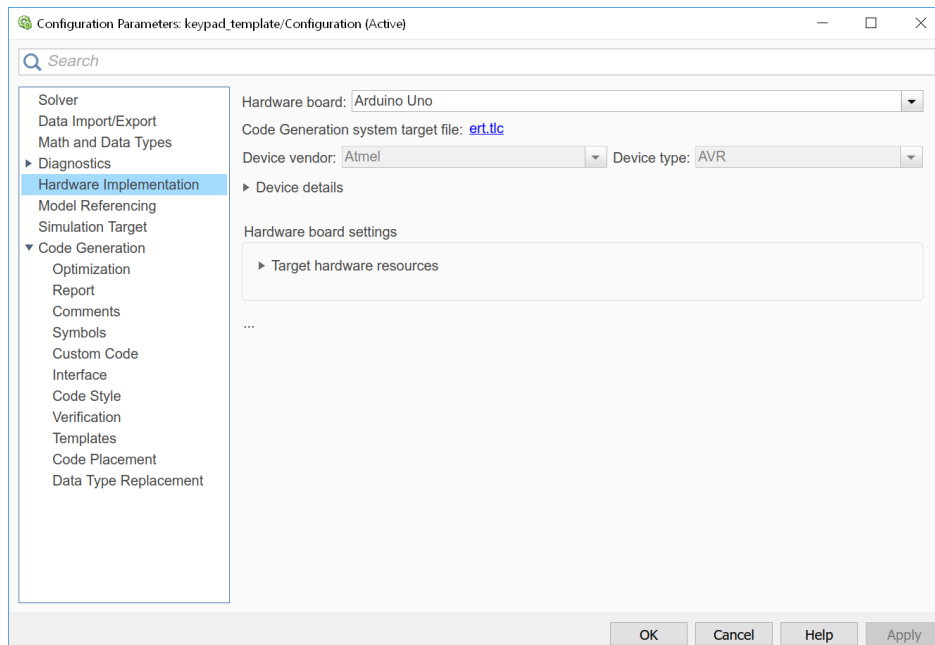 Configuration Parameters: keypad_template/Configuration (Active)
Search
Solver
Data Import/Export
Math and Data Types
Diagnostics
Hardware Implementation
Model Referencing
Simulation Target
Code Generation
Optimization
Report
Comments
Symbols
Custom Code
Interface
Code Style
Verification
Templates
Code Placement
Data Type Replacement
Hardware board: Arduino Uno
Code Generation system target file: ert.tlc
Device vendor: Atmel Device type: AVR
Device details
Hardware board settings
Target hardware resources
...
OK Cancel Help Apply